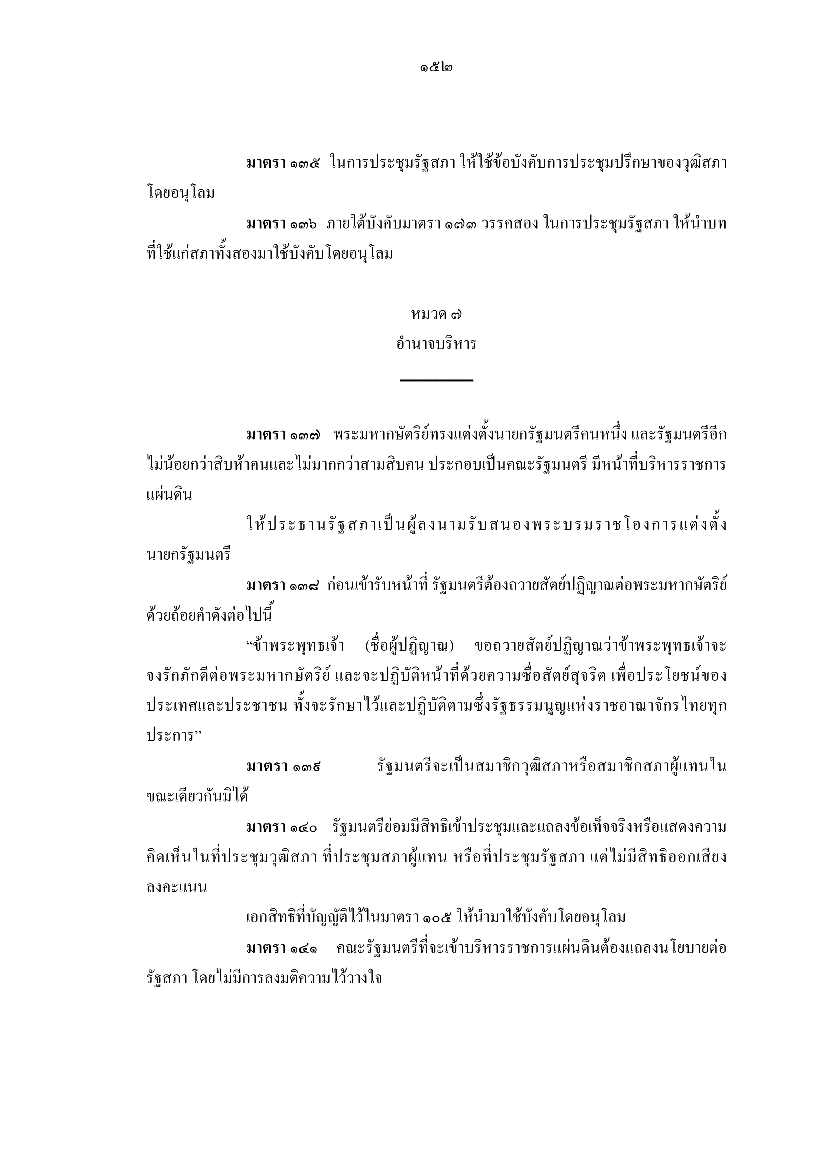 ๑๕๒
มาตรา ๑๓๕ ในการประชุมรัฐสภา ให้ใช้ข้อบังคับการประชุมปรึกษาของวุฒิสภา
โดยอนุโลม
มาตรา ๑๓๖ ภายใต้บังคับมาตรา ๑๗๓ วรรคสอง ในการประชุมรัฐสภา ให้นำบท
ที่ใช้แก่สภาทั้งสองมาใช้บังคับโดยอนุโลม
หมวด ๗
อำนาจบริหาร
มาตรา ๑๓๗ พระมหากษัตริย์ทรงแต่งตั้งนายกรัฐมนตรีคนหนึ่ง และรัฐมนตรีอีก
ไม่น้อยกว่าสิบห้าคนและไม่มากกว่าสามสิบคน ประกอบเป็นคณะรัฐมนตรี มีหน้าที่บริหารราชการ
แผ่นดิน
ให้ประธานรัฐสภาเป็นผู้ลงนามรับสนองพระบรมราชโองการแต่งตั้ง
นายกรัฐมนตรี
มาตรา ๑๓๘ ก่อนเข้ารับหน้าที่ รัฐมนตรีต้องถวายสัตย์ปฏิญาณต่อพระมหากษัตริย์
ด้วยถ้อยคำดังต่อไปนี้
“ข้าพระพุทธเจ้า (ชื่อผู้ปฏิญาณ) ขอถวายสัตย์ปฏิญาณว่าข้าพระพุทธเจ้าจะ
จงรักภักดีต่อพระมหากษัตริย์ และจะปฏิบัติหน้าที่ด้วยความซื่อสัตย์สุจริต เพื่อประโยชน์ของ
ประเทศและประชาชน ทั้งจะรักษาไว้และปฏิบัติตามซึ่งรัฐธรรมนูญแห่งราชอาณาจักรไทยทุก
ประการ”
มาตรา ๑๓๙ รัฐมนตรีจะเป็นสมาชิกวุฒิสภาหรือสมาชิกสภาผู้แทนใน
ขณะเดียวกันมิได้
มาตรา ๑๔๐ รัฐมนตรีย่อมมีสิทธิเข้าประชุมและแถลงข้อเท็จจริงหรือแสดงความ
คิดเห็นในที่ประชุมวุฒิสภา ที่ประชุมสภาผู้แทน หรือที่ประชุมรัฐสภา แต่ไม่มีสิทธิออกเสียง
ลงคะแนน
เอกสิทธิที่บัญญัติไว้ในมาตรา ๑๐๕ ให้นำมาใช้บังคับโดยอนุโลม
มาตรา ๑๔๑ คณะรัฐมนตรีที่จะเข้าบริหารราชการแผ่นดินต้องแถลงนโยบายต่อ
รัฐสภา โดยไม่มีการลงมติความไว้วางใจ